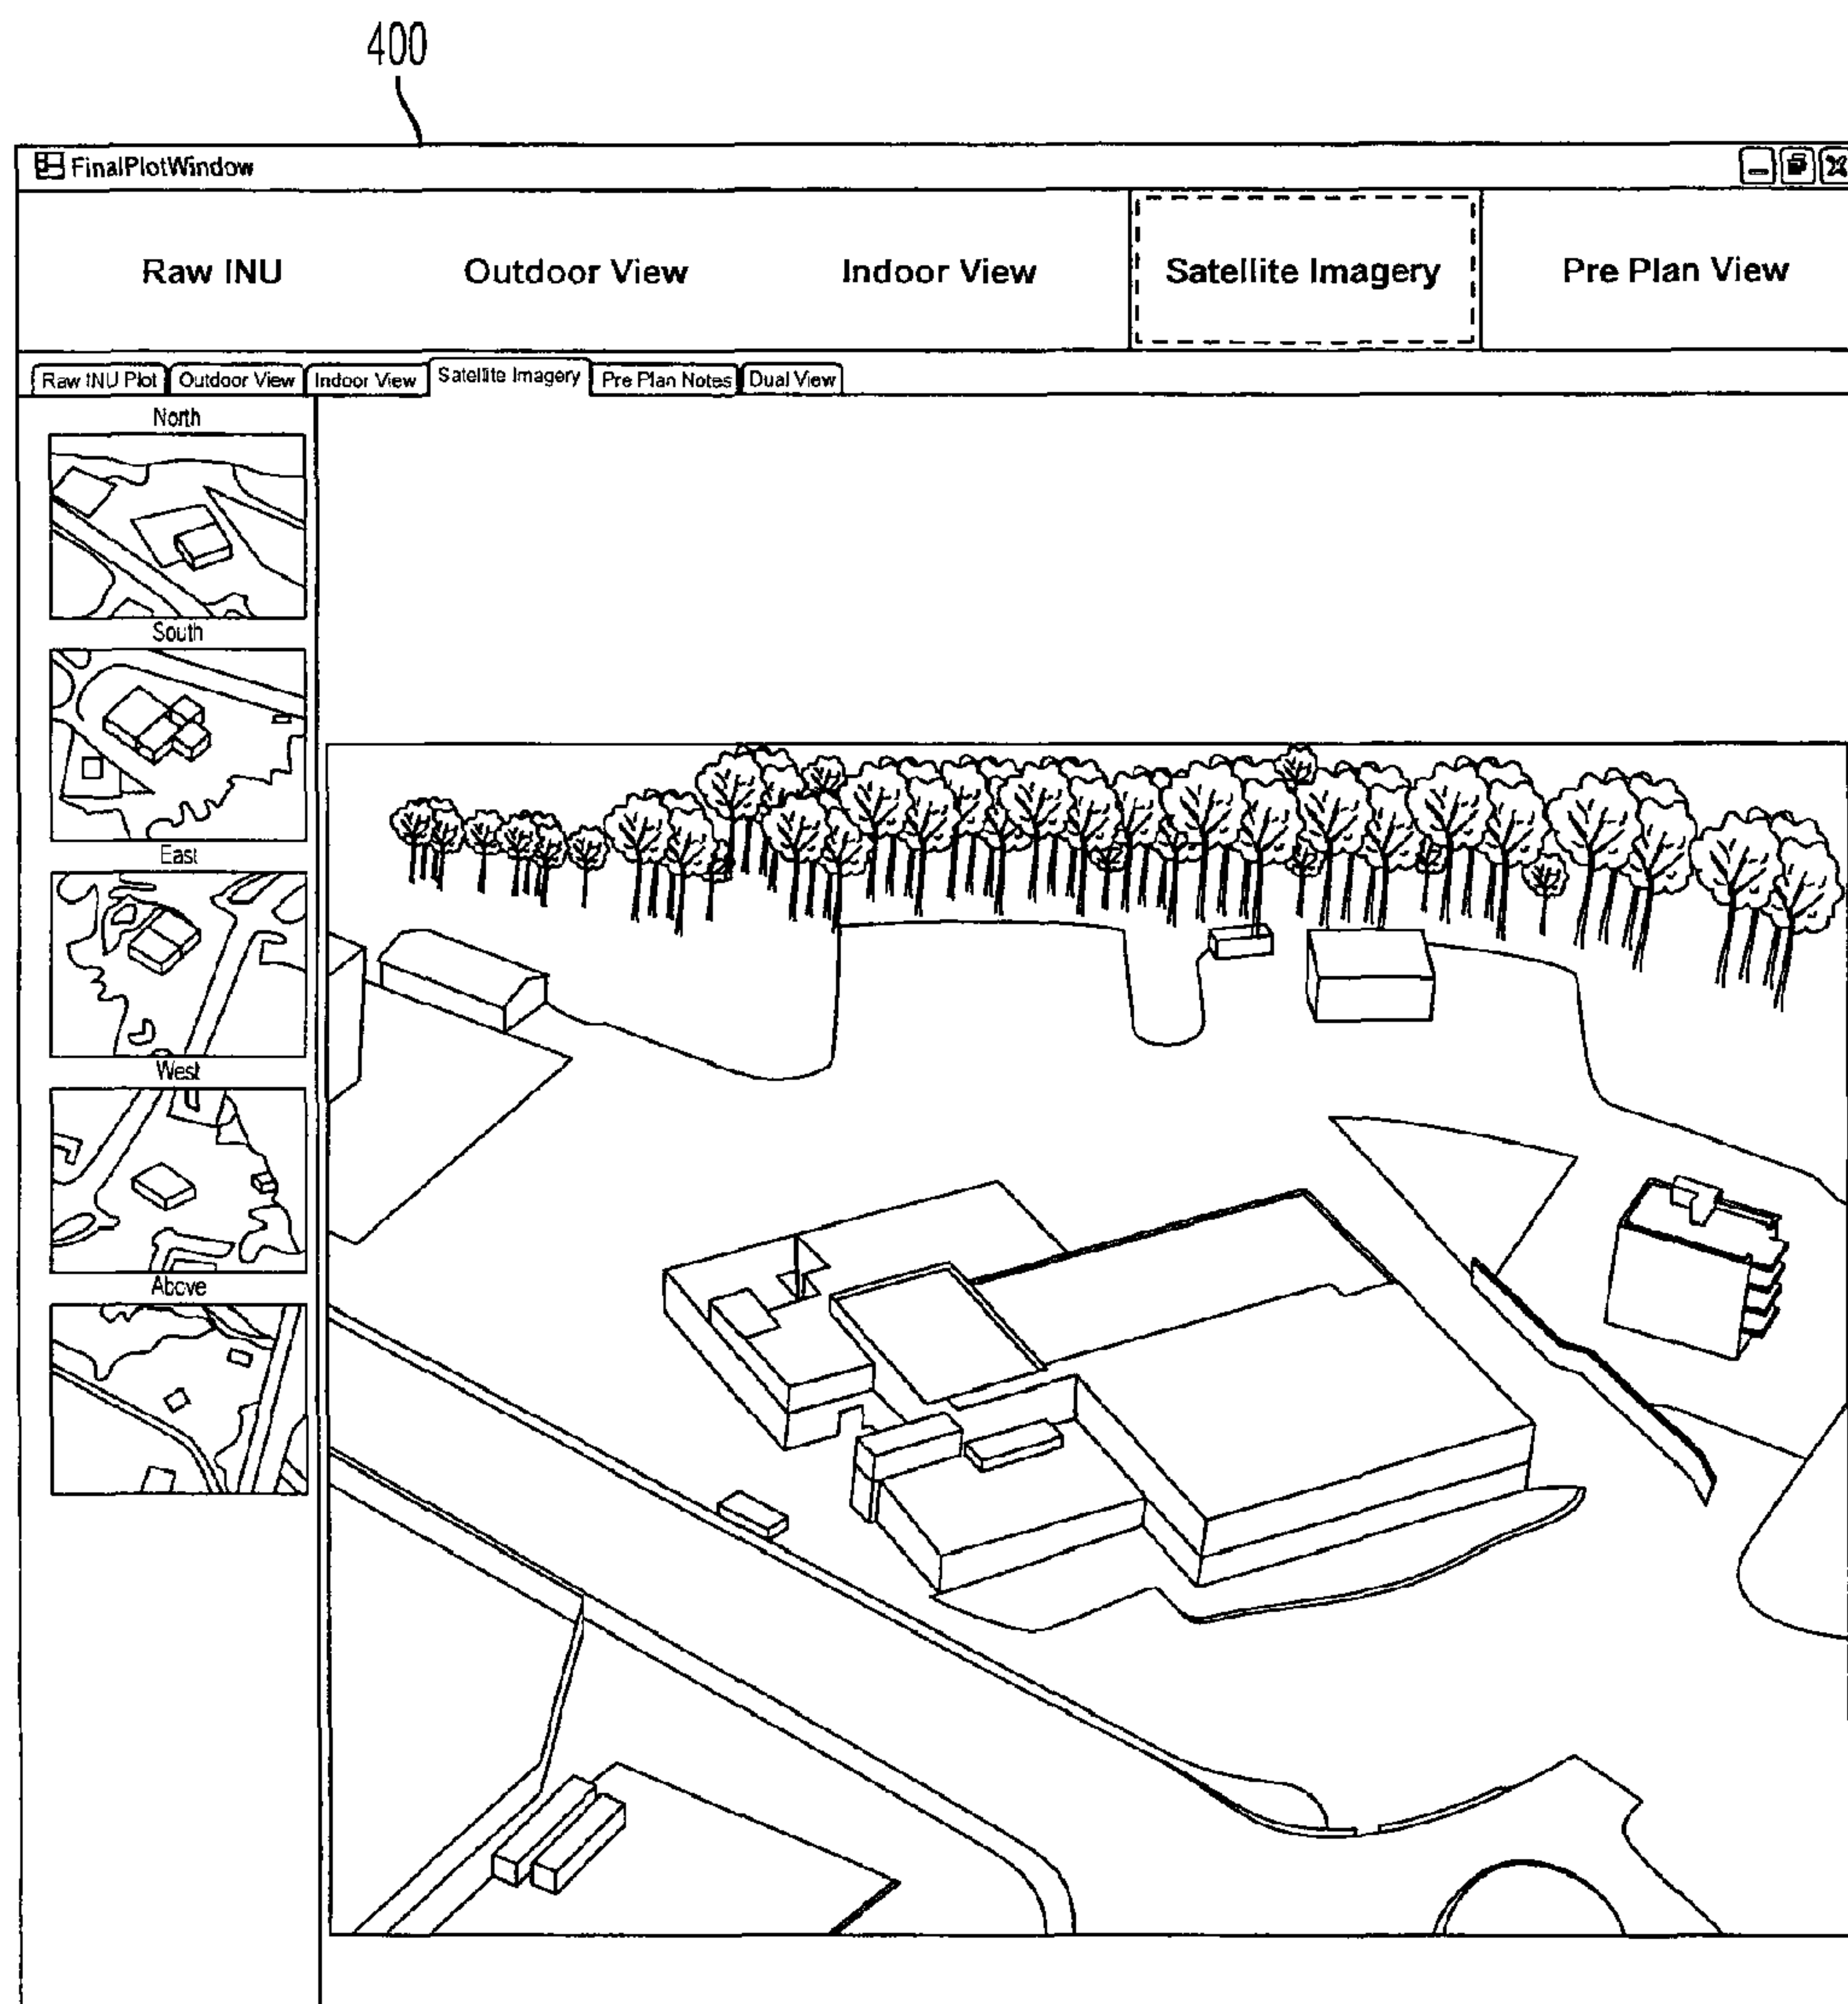 400
FinalPlotWindow
Raw INU Outdoor View Indoor View Satellite Imagery Pre Plan View
Raw INU Plot Outdoor View Indoor View Satellite Imagery Pre Plan Notes Dual View
North
South
East
West
Above